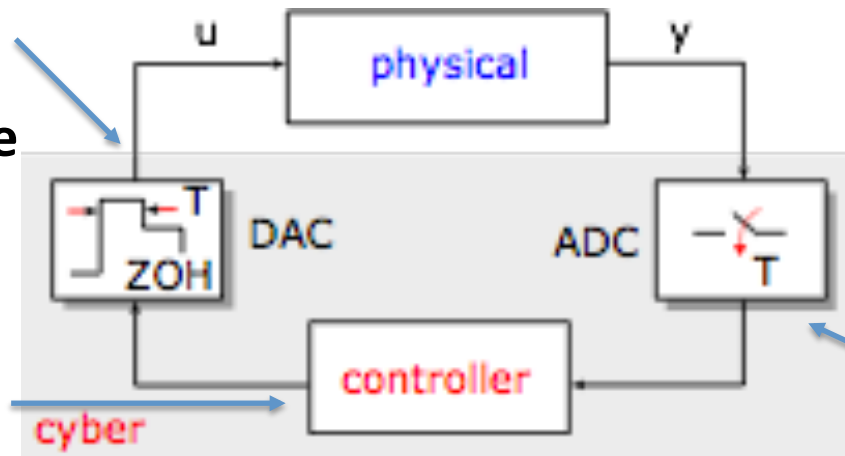 u
physical
y
e
T
ZOH
DAC
ADC
T
controller
cyber